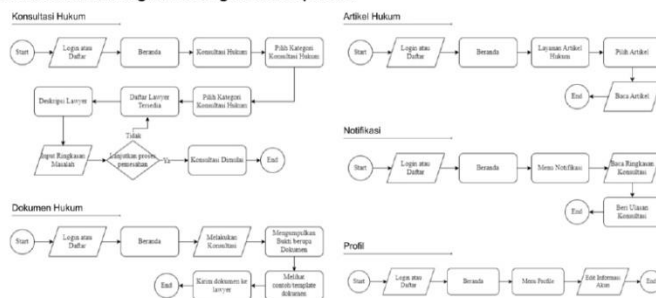 Konsultasi Hukum
Start
Login atau
Daftar
Beranda
Konsultasi Hukum
Pilih Kategori
Konsultasi Hukum
Deskripsi Lawyer
Daftar Lawyer
Tersedia
Pilih Kategori
Konsultasi Hukum
Tidak
Input Ringkasan
Masalah
Lanjutkan proses
pemesanan
Ya
Konsultasi Dimulai
End
Dokumen Hukum
Start
Login atau
Daftar
Beranda
Melakukan
Konsultasi
Mengumpulkan
Bukti berupa
Dokumen
End
Kirim dokumen ke
lawyer
Melihat
contoh/template
dokumen
Artikel Hukum
Start
Login atau
Daftar
Beranda
Layanan Artikel
Hukum
Pilih Artikel
End
Baca Artikel
Notifikasi
Start
Login atau
Daftar
Beranda
Menu Notifikasi
Baca Ringkasan
Konsultasi
End
Beri Ulasan
Konsultasi
Profil
Start
Login atau
Daftar
Beranda
Menu Profile
Edit Informasi
Akun
End